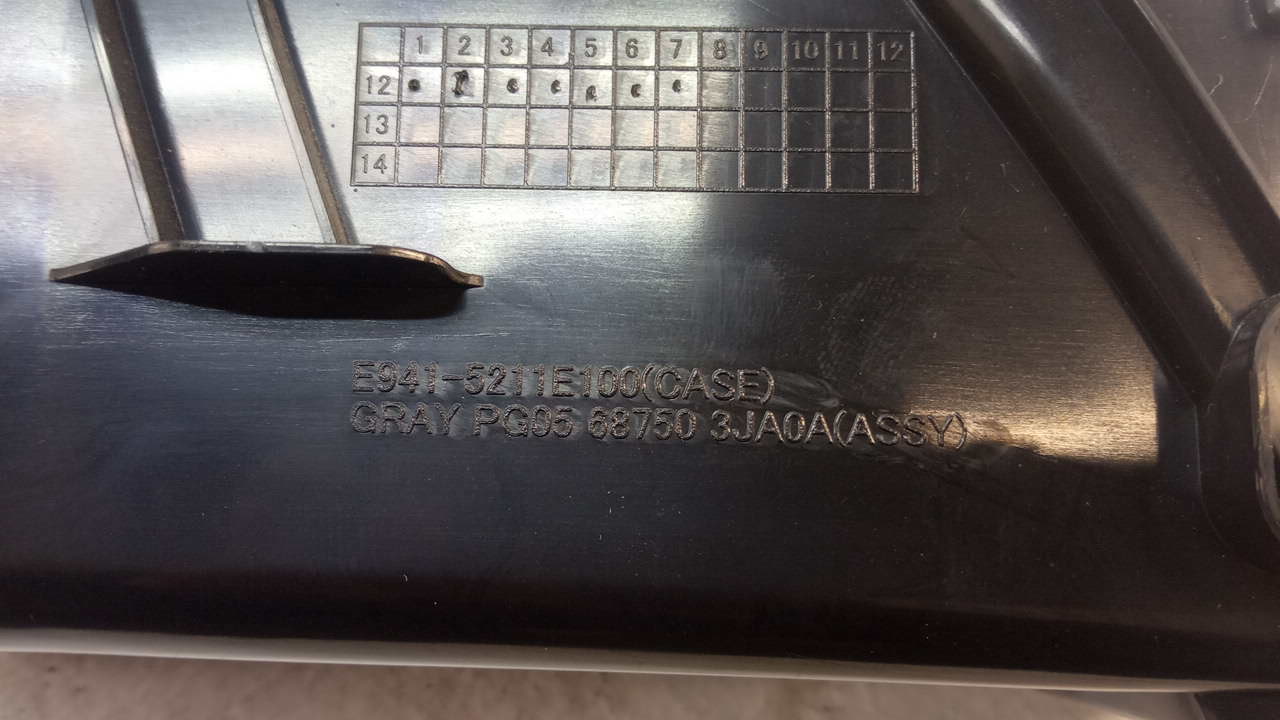 1 2 3 4 5 6 7 8 9 10 11 12
12
13
14
E941-5211E100(CASE)
GRAY PG95 68750 3JA0A(ASSY)